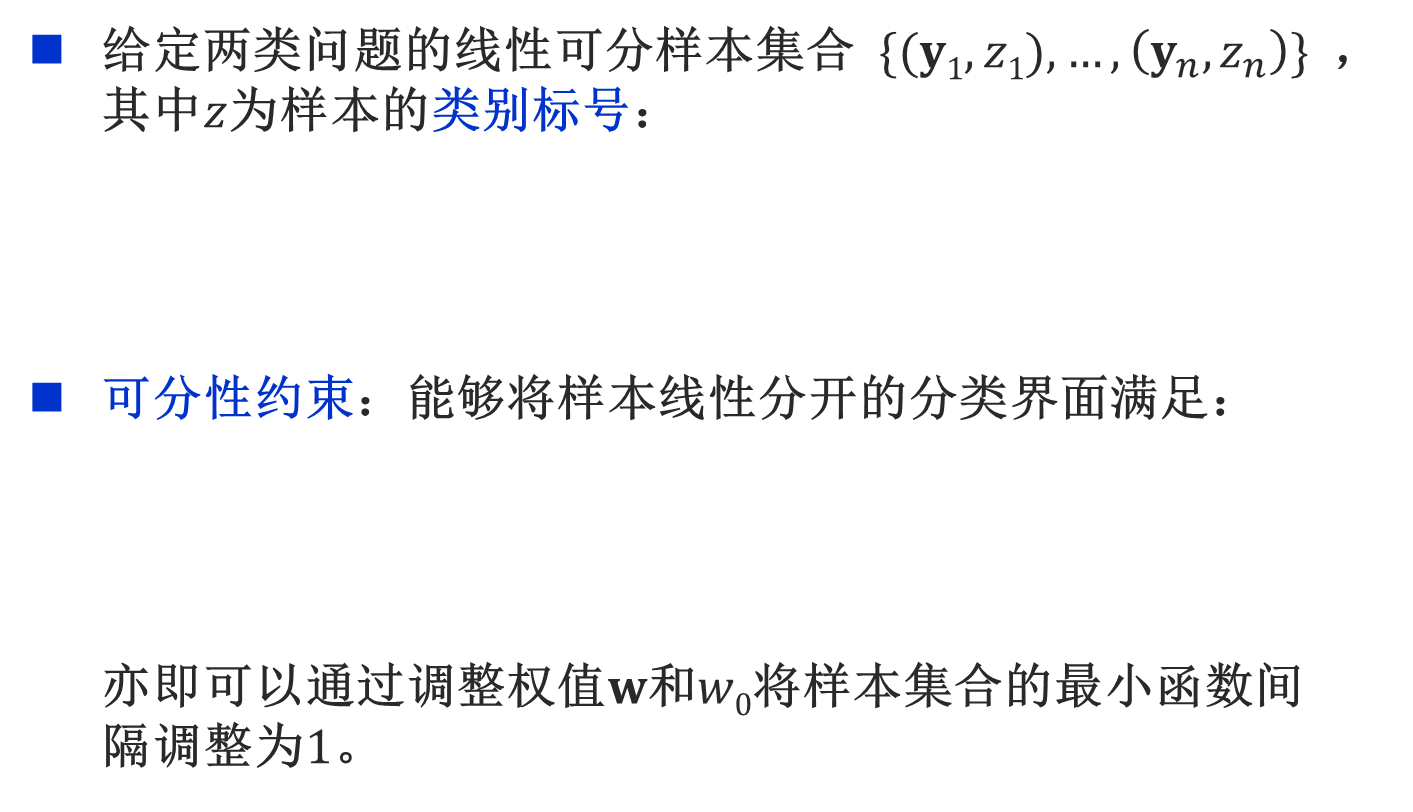 ■ 给定两类问题的线性可分样本集合 {(𝐲₁, 𝑧₁), … , (𝐲ₙ, 𝑧ₙ)} ，
其中𝑧为样本的类别标号：
■ 可分性约束：能够将样本线性分开的分类界面满足：
亦即可以通过调整权值𝐰和𝑤₀将样本集合的最小函数间
隔调整为1。